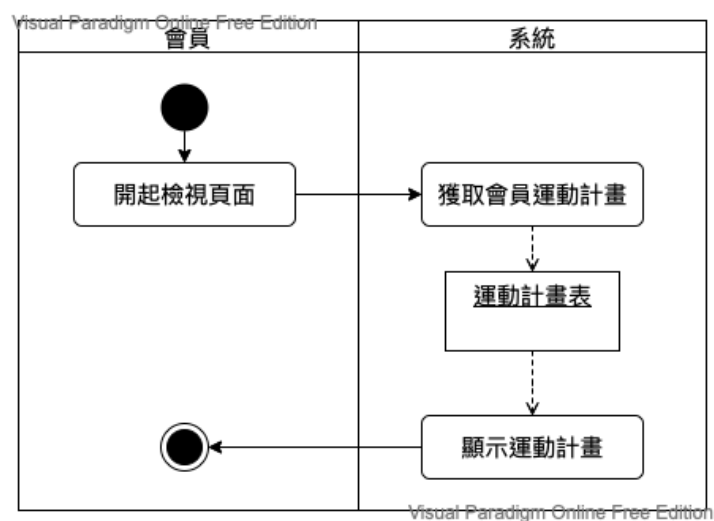 Visual Paradigm Online Free Edition
會員
系統
開起檢視頁面
獲取會員運動計畫
運動計畫表
顯示運動計畫
Visual Paradigm Online Free Edition